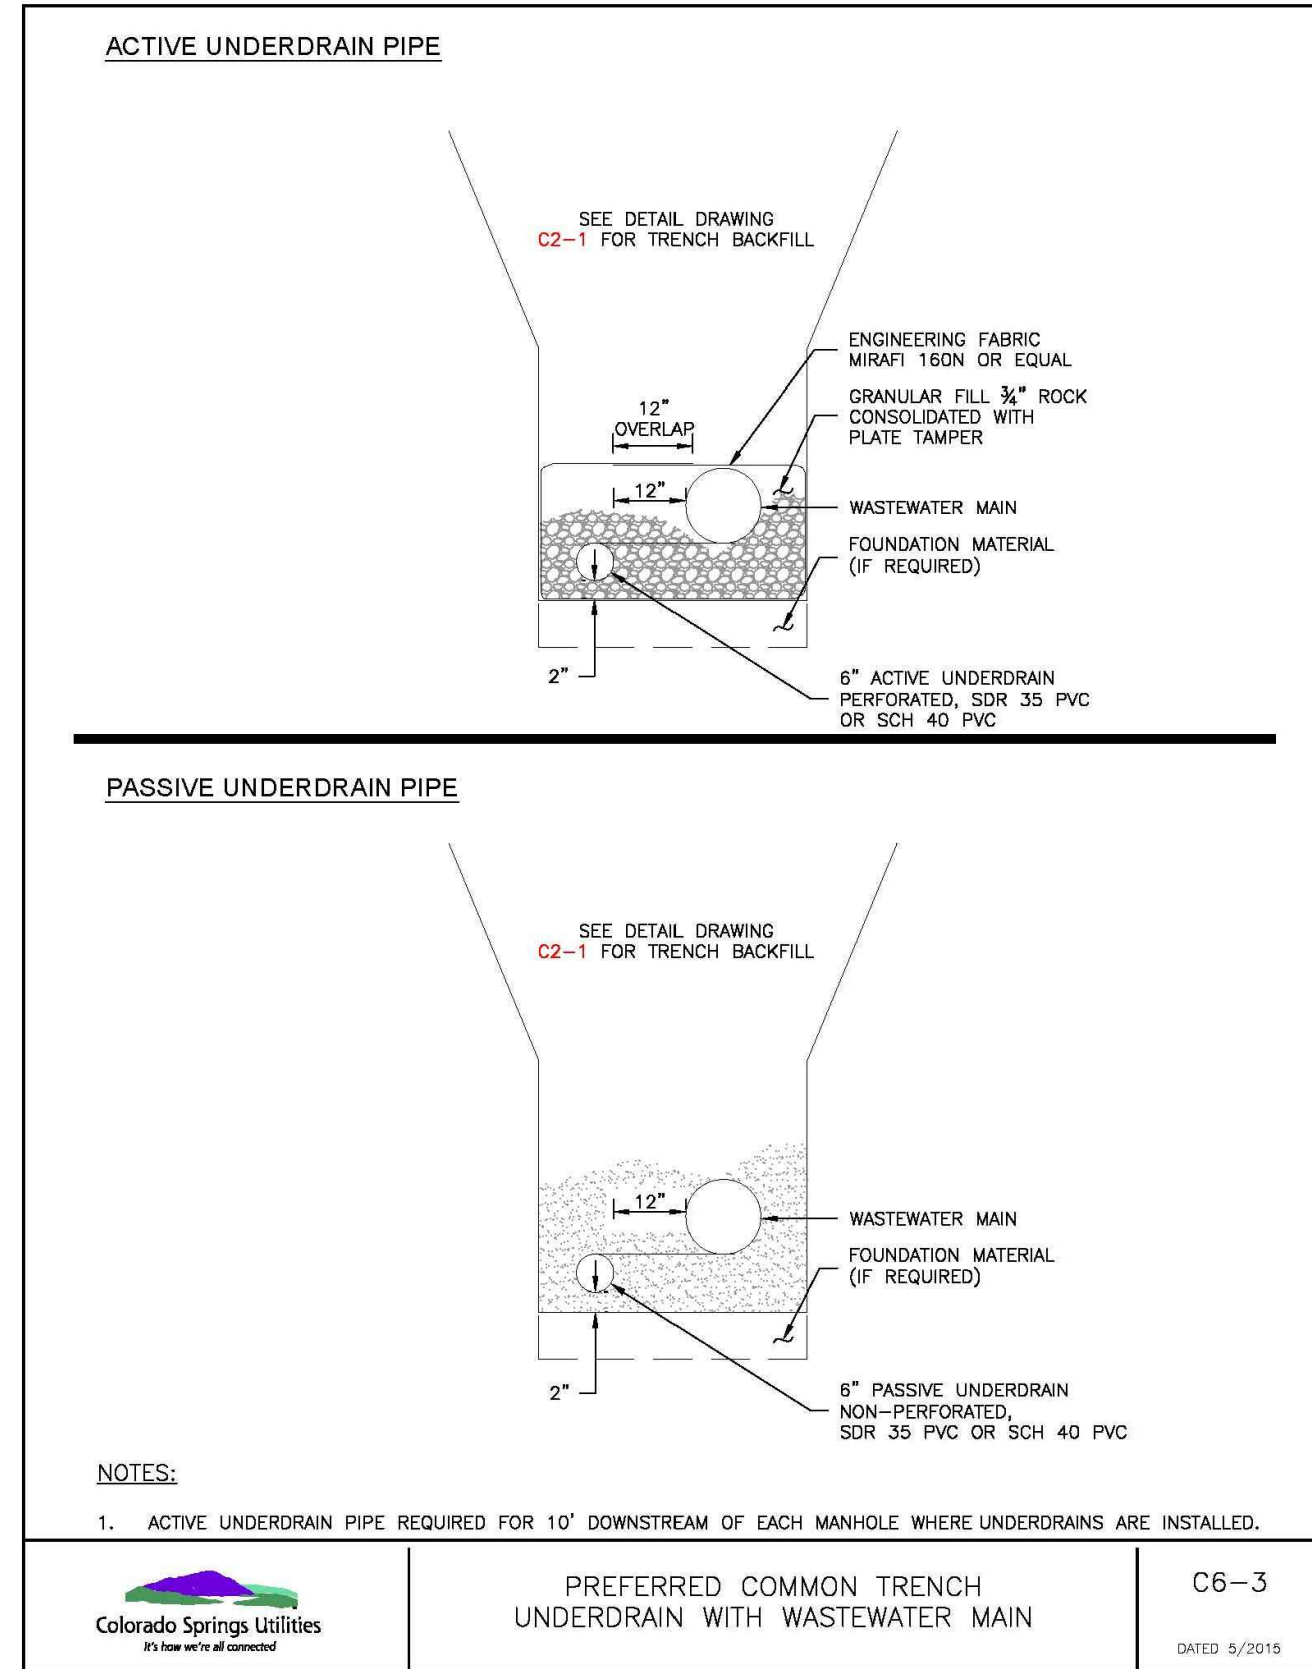 ACTIVE UNDERDRAIN PIPE
SEE DETAIL DRAWING
C2-1 FOR TRENCH BACKFILL
ENGINEERING FABRIC
MIRAFI 160N OR EQUAL
GRANULAR FILL ¾" ROCK
CONSOLIDATED WITH
PLATE TAMPER
12"
OVERLAP
12"
WASTEWATER MAIN
FOUNDATION MATERIAL
(IF REQUIRED)
2"
6" ACTIVE UNDERDRAIN
PERFORATED, SDR 35 PVC
OR SCH 40 PVC
PASSIVE UNDERDRAIN PIPE
SEE DETAIL DRAWING
C2-1 FOR TRENCH BACKFILL
12"
WASTEWATER MAIN
FOUNDATION MATERIAL
(IF REQUIRED)
2"
6" PASSIVE UNDERDRAIN
NON-PERFORATED,
SDR 35 PVC OR SCH 40 PVC
NOTES:
1. ACTIVE UNDERDRAIN PIPE REQUIRED FOR 10' DOWNSTREAM OF EACH MANHOLE WHERE UNDERDRAINS ARE INSTALLED.
Colorado Springs Utilities
It's how we're all connected
PREFERRED COMMON TRENCH
UNDERDRAIN WITH WASTEWATER MAIN
C6-3
DATED 5/2015